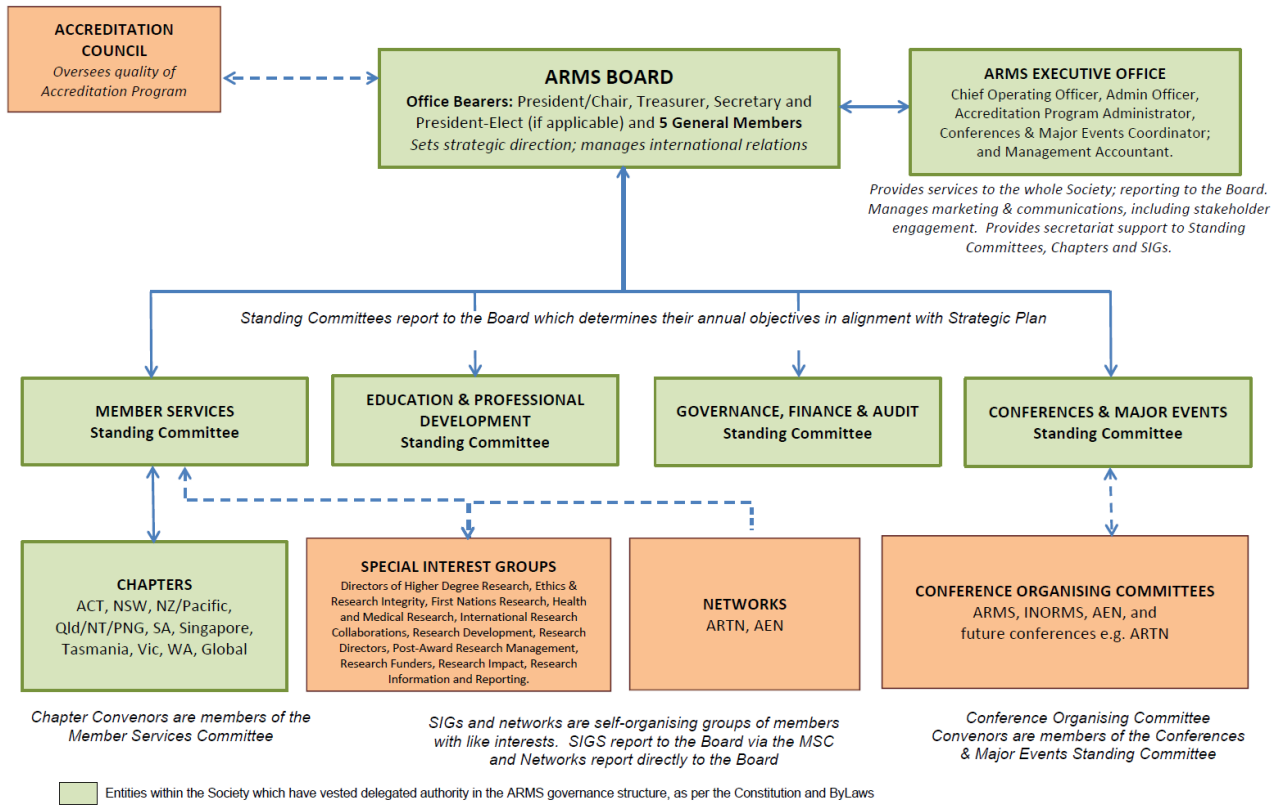 ACCREDITATION
COUNCIL
Oversees quality of
Accreditation Program
ARMS BOARD
Office Bearers: President/Chair, Treasurer, Secretary and
President-Elect (if applicable) and 5 General Members
Sets strategic direction; manages international relations
ARMS EXECUTIVE OFFICE
Chief Operating Officer, Admin Officer,
Accreditation Program Administrator,
Conferences & Major Events Coordinator;
and Management Accountant.
Provides services to the whole Society; reporting to the Board.
Manages marketing & communications, including stakeholder
engagement.  Provides secretariat support to Standing
Committees, Chapters and SIGs.
Standing Committees report to the Board which determines their annual objectives in alignment with Strategic Plan
MEMBER SERVICES
Standing Committee
EDUCATION & PROFESSIONAL
DEVELOPMENT
Standing Committee
GOVERNANCE, FINANCE & AUDIT
Standing Committee
CONFERENCES & MAJOR EVENTS
Standing Committee
CHAPTERS
ACT, NSW, NZ/Pacific,
Qld/NT/PNG, SA, Singapore,
Tasmania, Vic, WA, Global
SPECIAL INTEREST GROUPS
Directors of Higher Degree Research, Ethics &
Research Integrity, First Nations Research, Health
and Medical Research, International Research
Collaborations, Research Development, Research
Directors, Post-Award Research Management,
Research Funders, Research Impact, Research
Information and Reporting.
NETWORKS
ARTN, AEN
CONFERENCE ORGANISING COMMITTEES
ARMS, INORMS, AEN, and
future conferences e.g. ARTN
Chapter Convenors are members of the
Member Services Committee
SIGs and networks are self-organising groups of members
with like interests.  SIGS report to the Board via the MSC
and Networks report directly to the Board
Conference Organising Committee
Convenors are members of the Conferences
& Major Events Standing Committee
Entities within the Society which have vested delegated authority in the ARMS governance structure, as per the Constitution and ByLaws